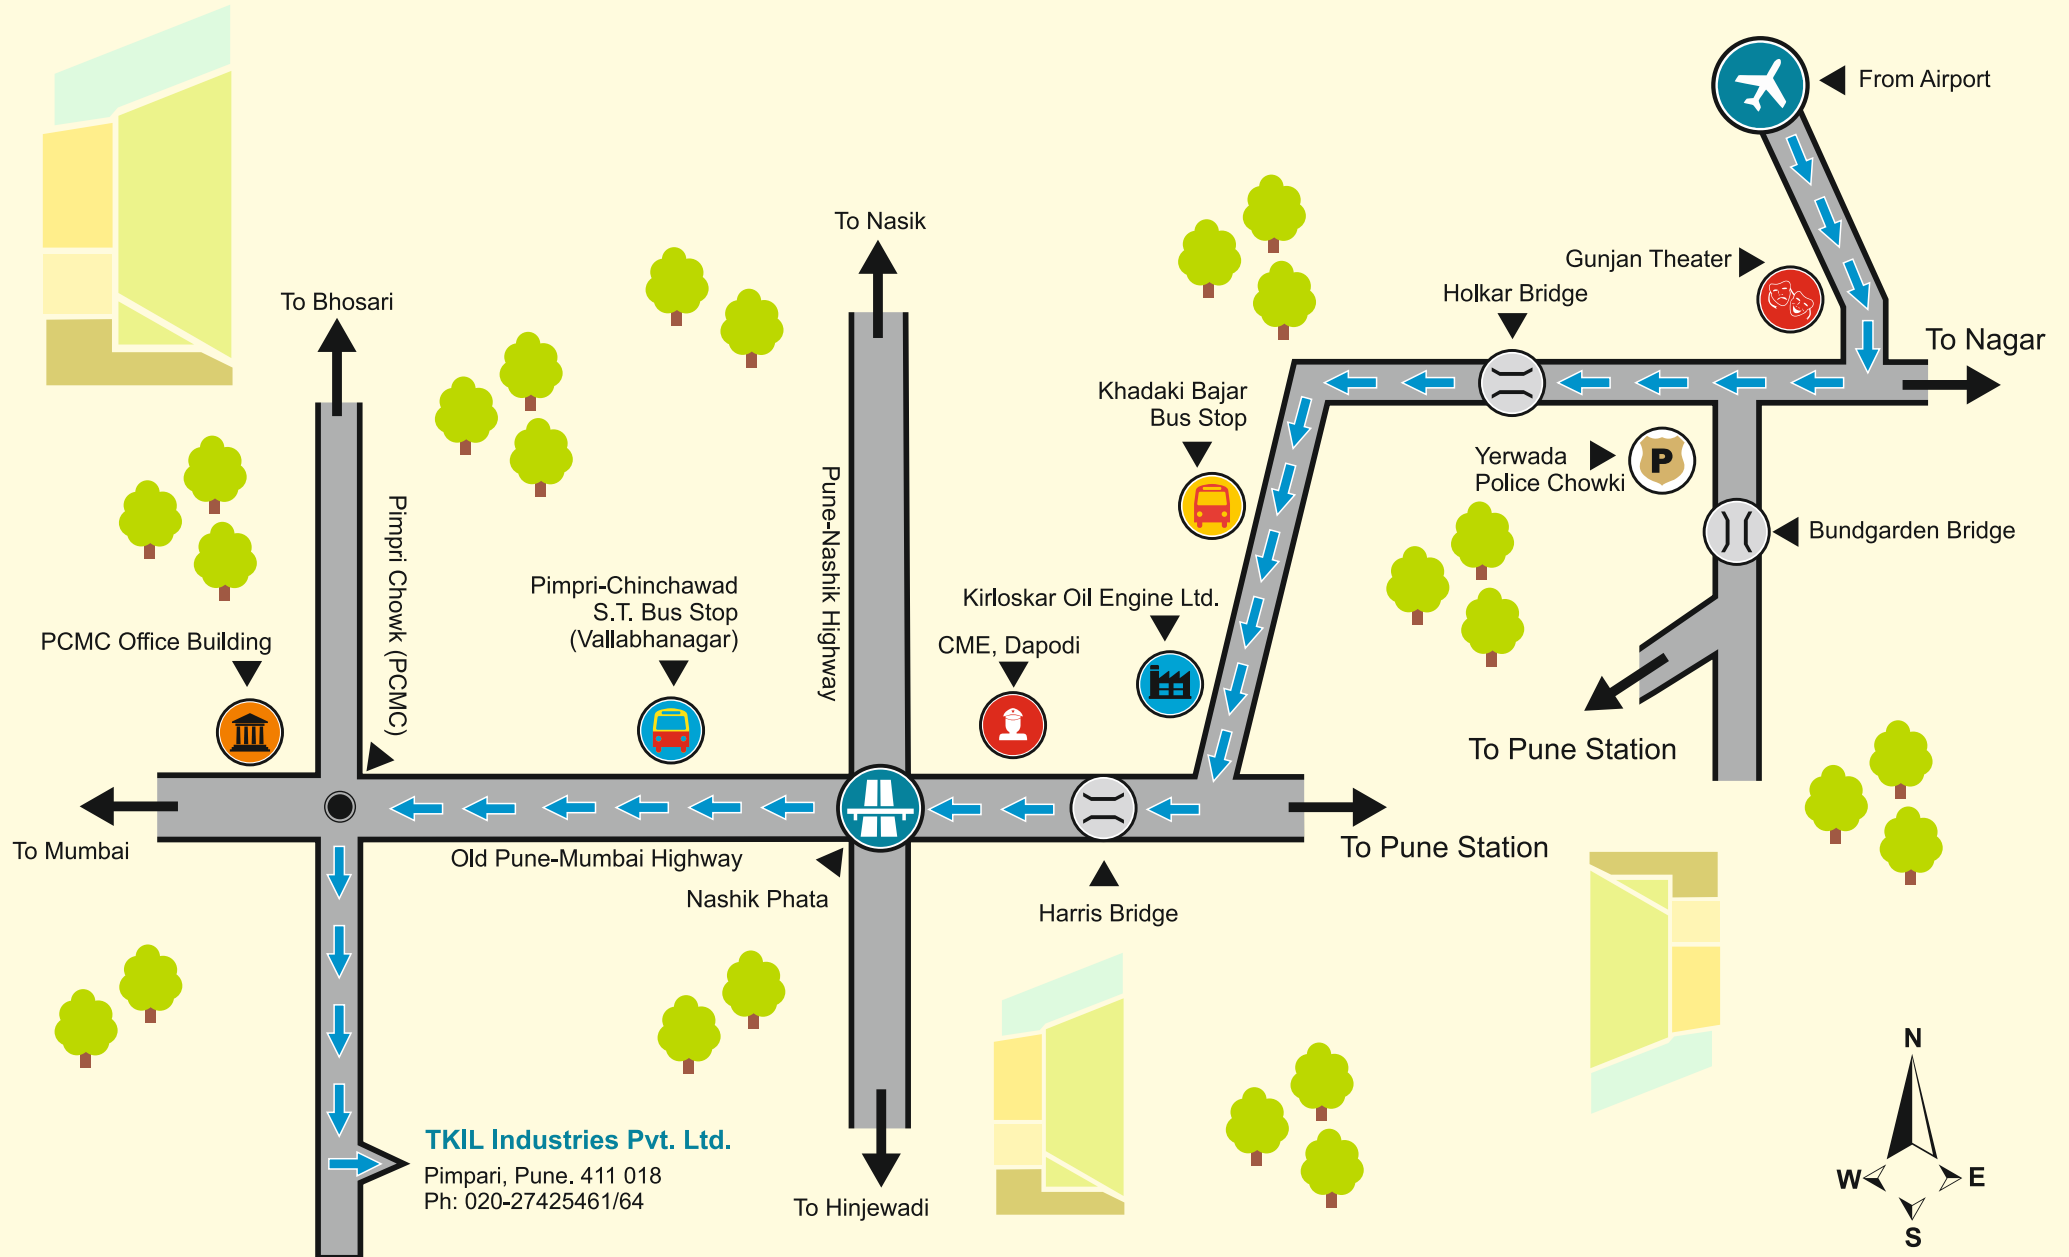 From Airport
To Nasik
Gunjan Theater
Holkar Bridge
To Bhosari
To Nagar
Khadaki Bajar
Bus Stop
Yerwada
Police Chowki
P
Pimpri Chowk (PCMC)
Pune-Nashik Highway
Bundgarden Bridge
Pimpri-Chinchawad
S.T. Bus Stop
(Vallabhanagar)
Kirloskar Oil Engine Ltd.
PCMC Office Building
CME, Dapodi
To Pune Station
To Mumbai
Old Pune-Mumbai Highway
To Pune Station
Nashik Phata
Harris Bridge
TKIL Industries Pvt. Ltd.
Pimpari, Pune. 411 018
Ph: 020-27425461/64
To Hinjewadi
N
W
E
S